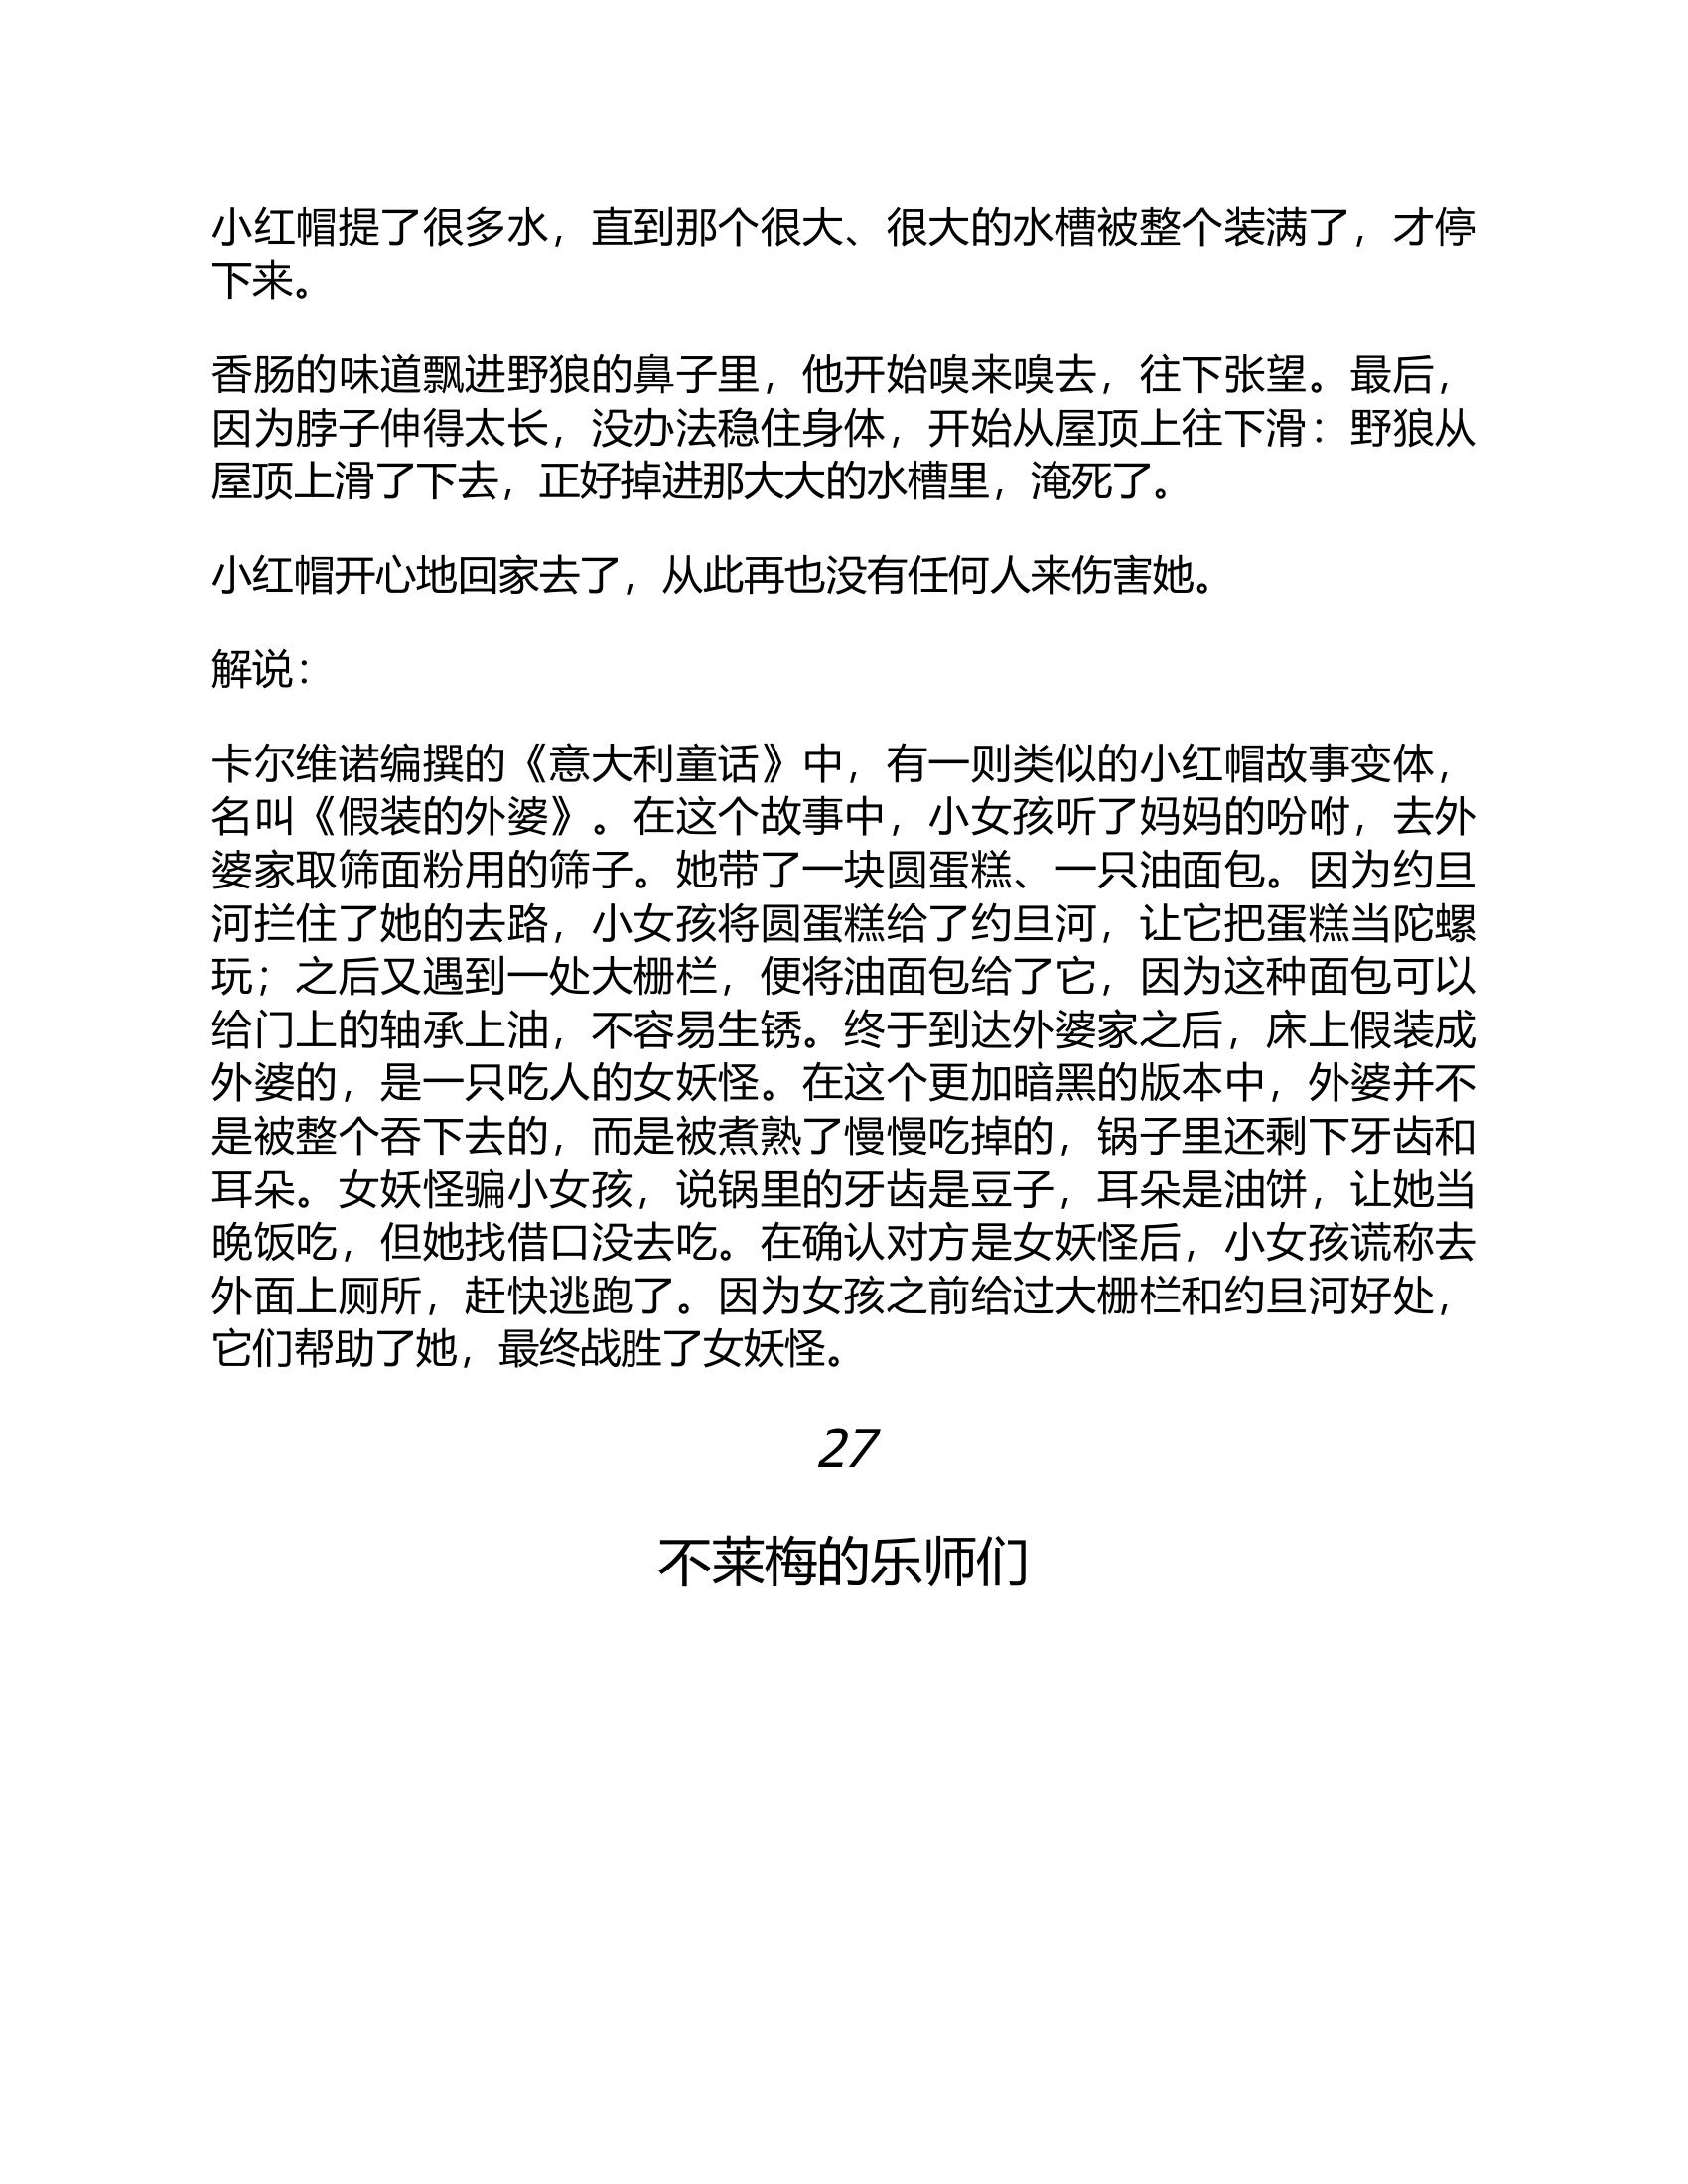 小红帽提了很多水，直到那个很大、很大的水槽被整个装满了，才停
下来。
香肠的味道飘进野狼的鼻子里，他开始嗅来嗅去，往下张望。最后，
因为脖子伸得太长，没办法稳住身体，开始从屋顶上往下滑：野狼从
屋顶上滑了下去，正好掉进那大大的水槽里，淹死了。
小红帽开心地回家去了，从此再也没有任何人来伤害她。
解说：
卡尔维诺编撰的《意大利童话》中，有一则类似的小红帽故事变体，
名叫《假装的外婆》。在这个故事中，小女孩听了妈妈的吩咐，去外
婆家取筛面粉用的筛子。她带了一块圆蛋糕、一只油面包。因为约旦
河拦住了她的去路，小女孩将圆蛋糕给了约旦河，让它把蛋糕当陀螺
玩；之后又遇到一处大栅栏，便将油面包给了它，因为这种面包可以
给门上的轴承上油，不容易生锈。终于到达外婆家之后，床上假装成
外婆的，是一只吃人的女妖怪。在这个更加暗黑的版本中，外婆并不
是被整个吞下去的，而是被煮熟了慢慢吃掉的，锅子里还剩下牙齿和
耳朵。女妖怪骗小女孩，说锅里的牙齿是豆子，耳朵是油饼，让她当
晚饭吃，但她找借口没去吃。在确认对方是女妖怪后，小女孩谎称去
外面上厕所，赶快逃跑了。因为女孩之前给过大栅栏和约旦河好处，
它们帮助了她，最终战胜了女妖怪。
27
不莱梅的乐师们